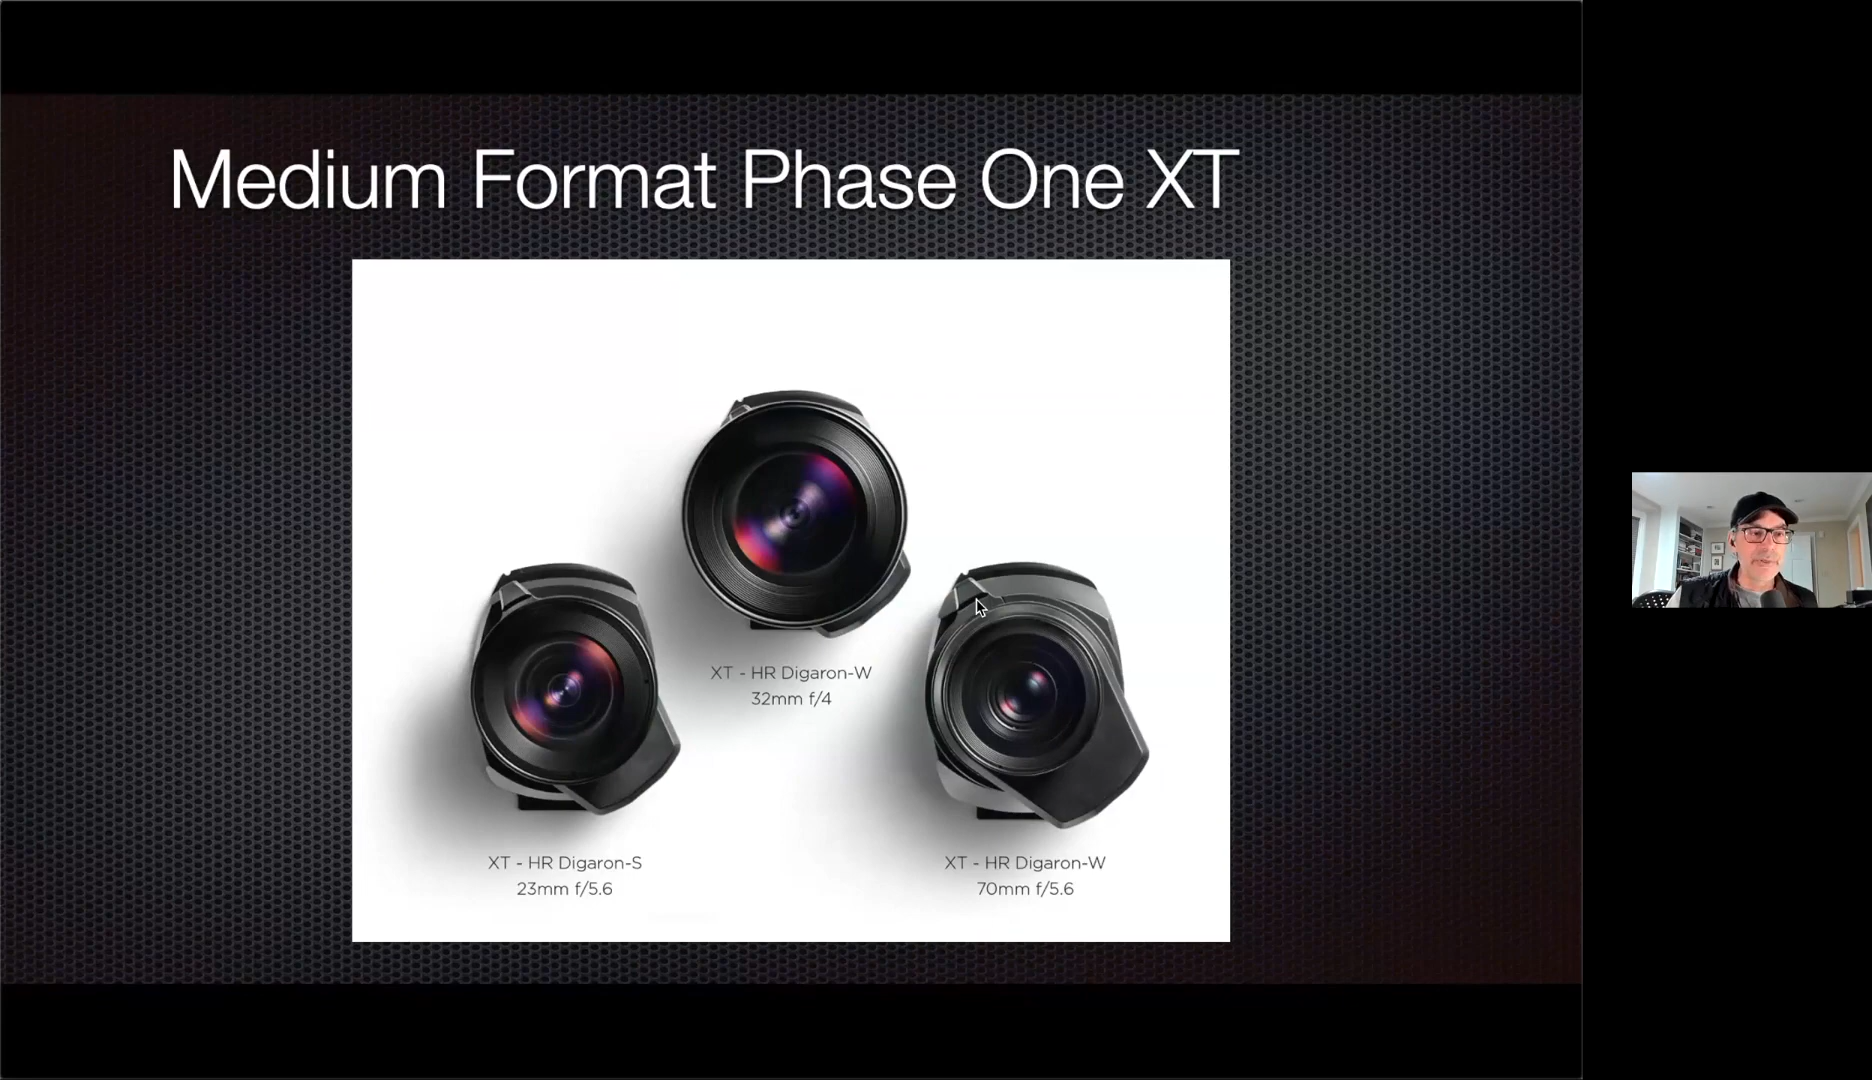 Medium Format Phase One XT
XT - HR Digaron-W
32mm f/4
XT - HR Digaron-S
23mm f/5.6
XT - HR Digaron-W
70mm f/5.6